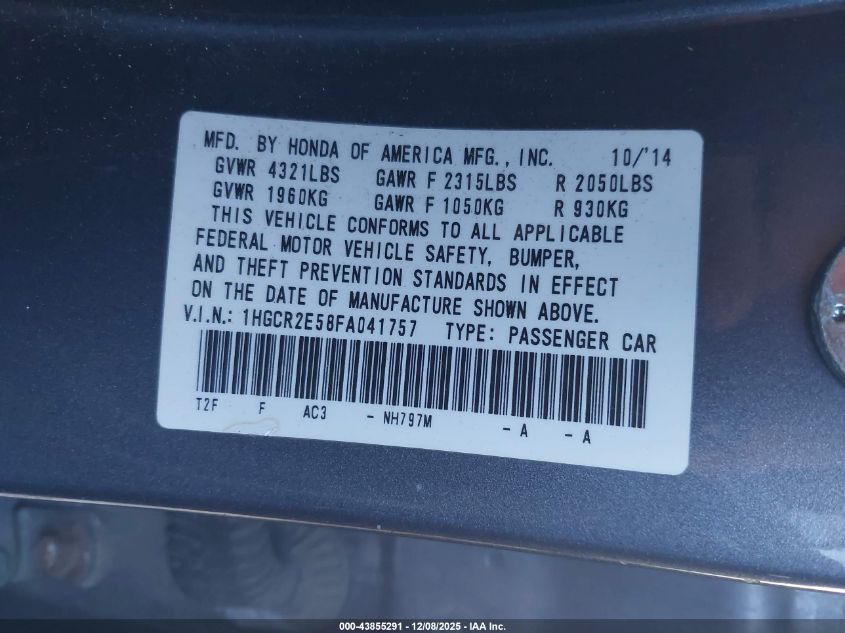 MFD. BY HONDA OF AMERICA MFG., INC. 10/'14
GVWR 4321LBS GAWR F 2315LBS R 2050LBS
GVWR 1960KG GAWR F 1050KG R 930KG
THIS VEHICLE CONFORMS TO ALL APPLICABLE
FEDERAL MOTOR VEHICLE SAFETY, BUMPER,
AND THEFT PREVENTION STANDARDS IN EFFECT
ON THE DATE OF MANUFACTURE SHOWN ABOVE.
V.I.N.: 1HGCR2E58FA041757 TYPE: PASSENGER CAR
T2F F AC3 - NH797M - A - A
000-43855291 - 12/08/2025 - IAA Inc.